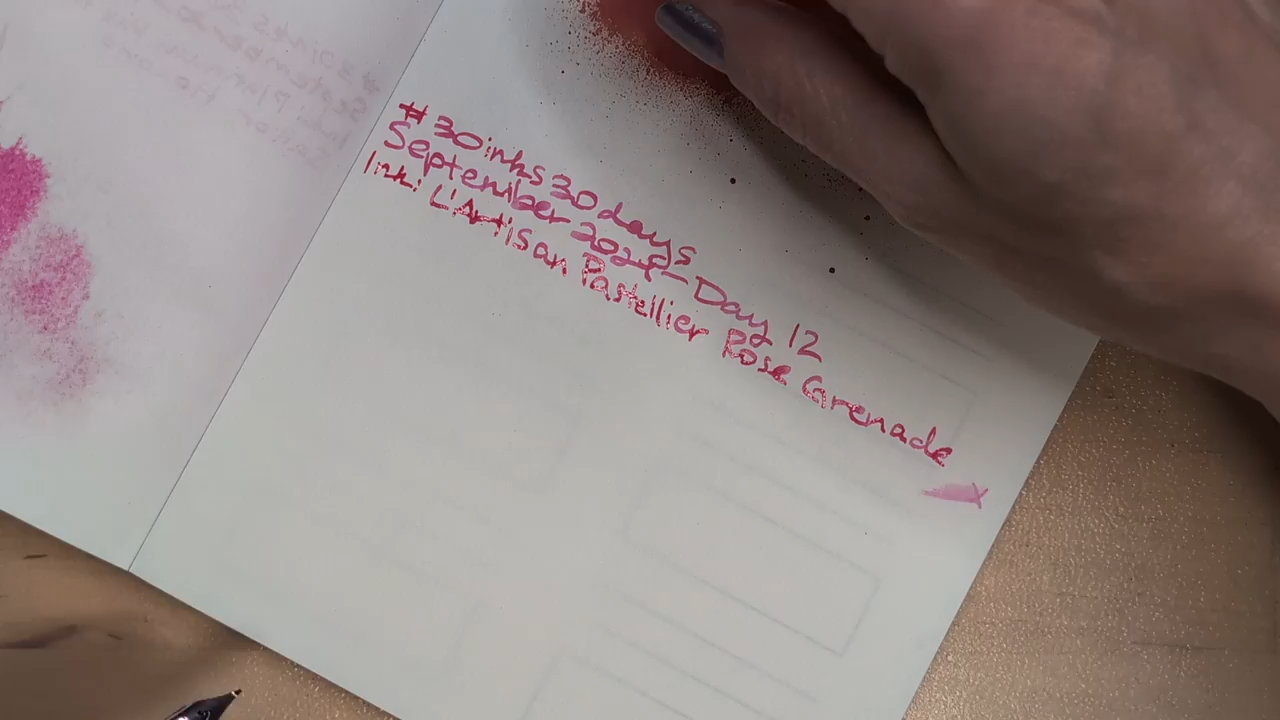 #30inks30days
September 2024-Day 12
Ink: L'Artisan Pastellier Rose Grenade
x